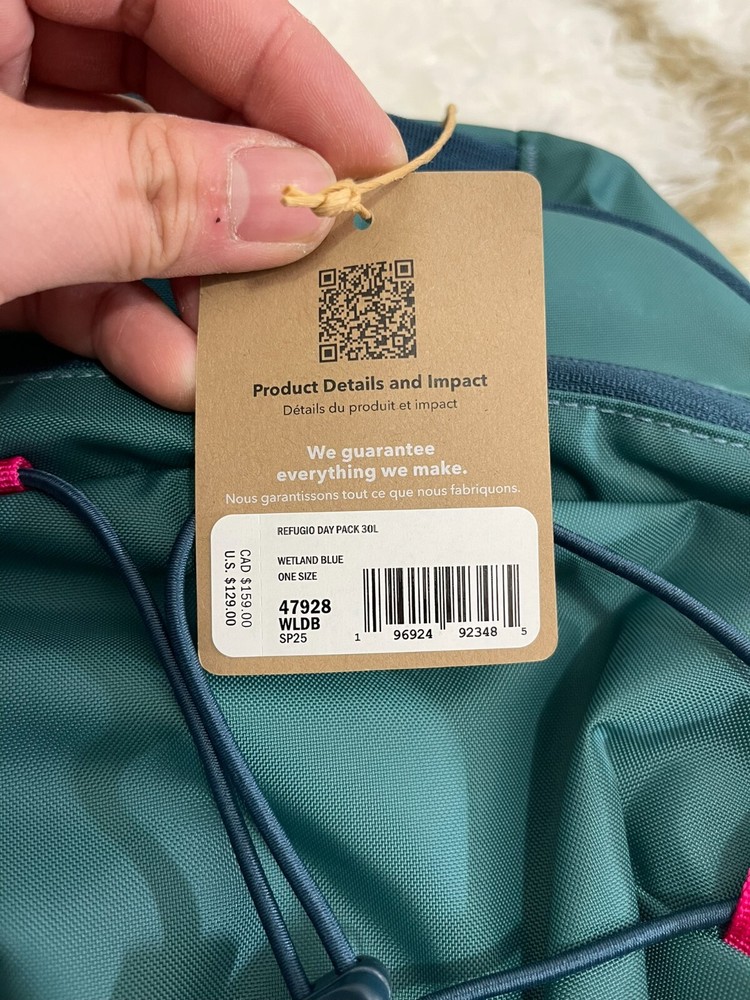 Product Details and Impact
Détails du produit et impact
We guarantee
everything we make.
Nous garantissons tout ce que nous fabriquons.
CAD $159.00
U.S. $129.00
REFUGIO DAY PACK 30L
WETLAND BLUE
ONE SIZE
47928
WLDB
SP25
1 96924 92348 5